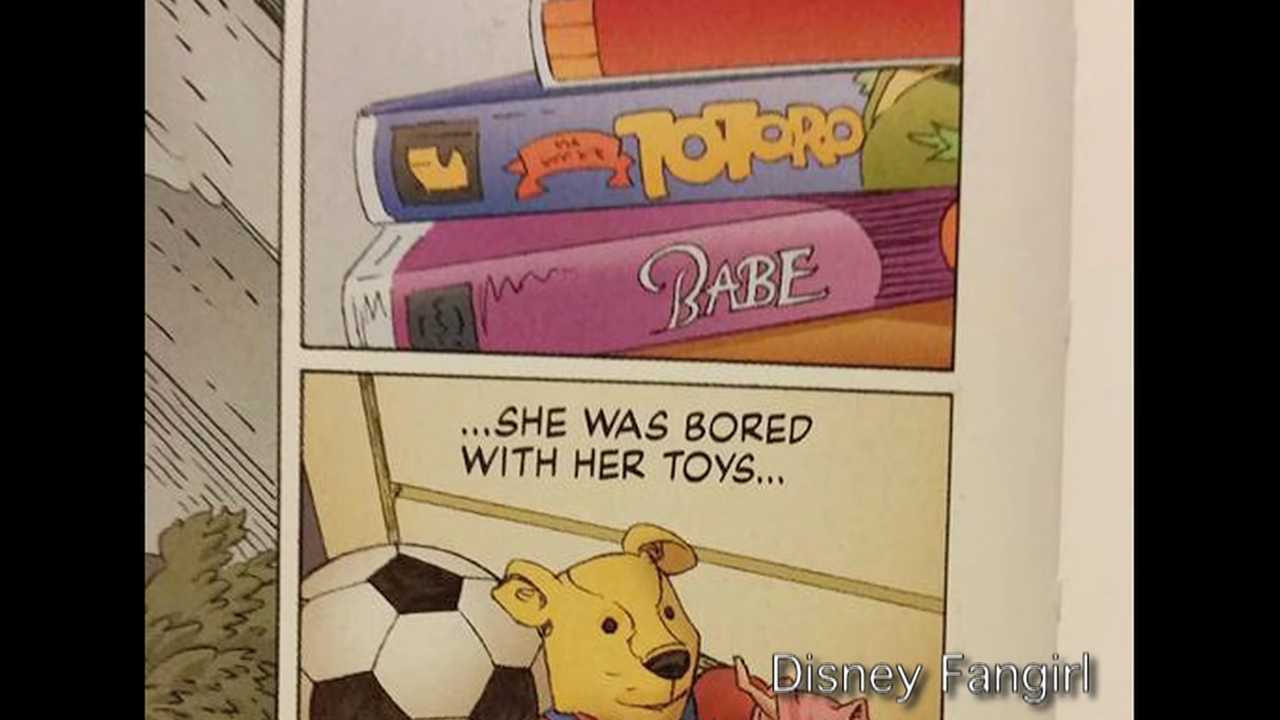 TOTORO
BABE
...SHE WAS BORED
WITH HER TOYS...
Disney Fangirl